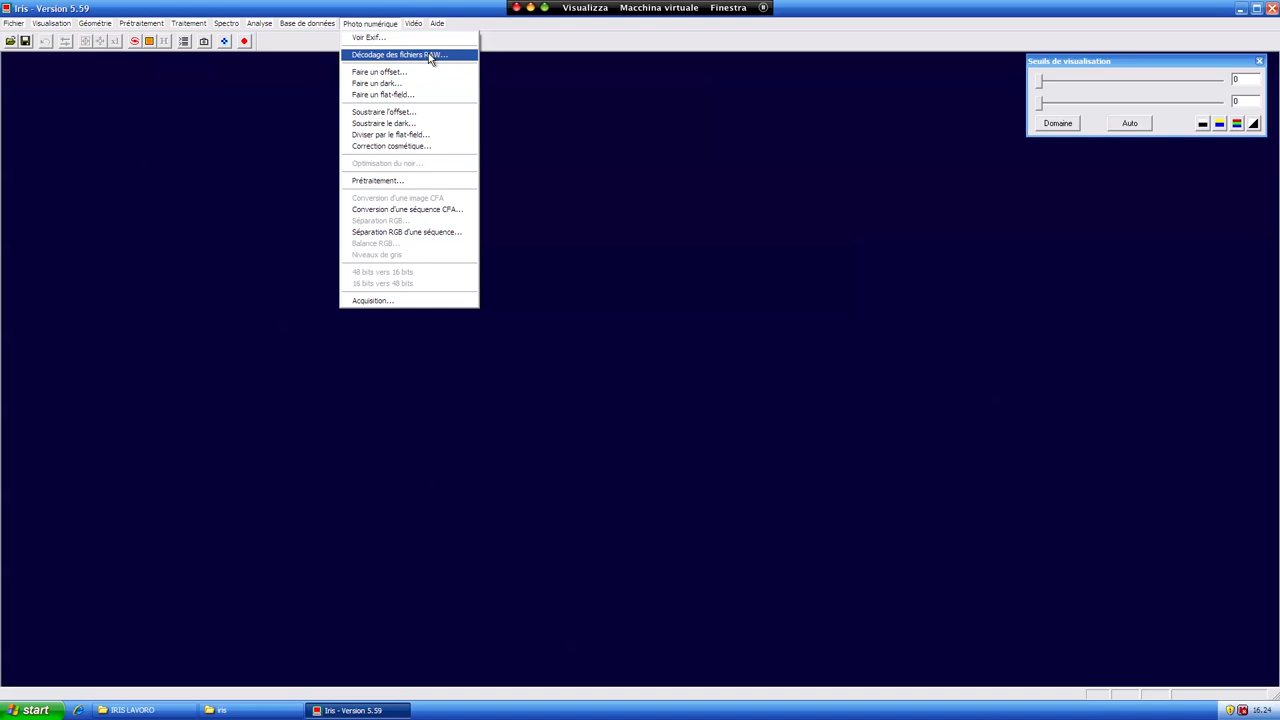 Iris - Version 5.59
Visualizza Macchina virtuale Finestra
Fichier Visualisation Géométrie Prétraitement Traitement Spectro Analyse Base de données Photo numérique Vidéo Aide
Voir Exif...
Décodage des fichiers RAW...
Faire un offset...
Faire un dark...
Faire un flat-field...
Soustraire l'offset...
Soustraire le dark...
Diviser par le flat-field...
Correction cosmétique...
Optimisation du noir...
Prétraitement...
Conversion d'une image CFA
Conversion d'une séquence CFA...
Séparation RGB...
Séparation RGB d'une séquence...
Balance RGB...
Niveaux de gris
48 bits vers 16 bits
16 bits vers 48 bits
Acquisition...
Seuils de visualisation
0
0
Domaine Auto
start IRIS LAVORO iris Iris - Version 5.59 16.24